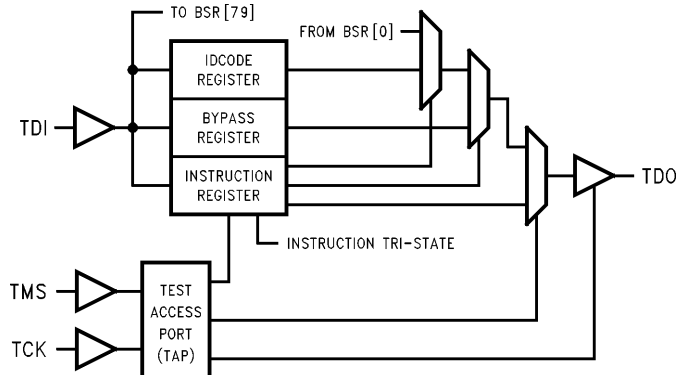 TO BSR[79]
FROM BSR[0]
IDCODE
REGISTER
TDI
BYPASS
REGISTER
INSTRUCTION
REGISTER
TDO
INSTRUCTION TRI-STATE
TMS
TEST
ACCESS
PORT
(TAP)
TCK